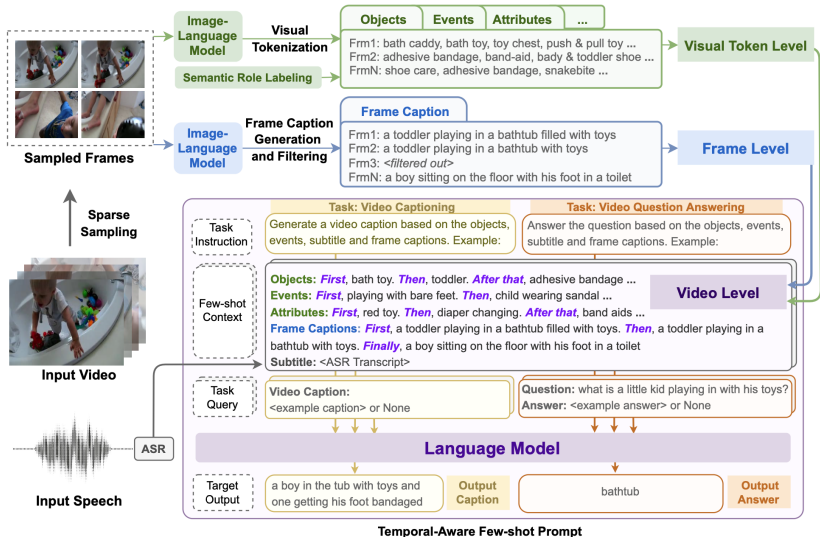 Image-
Language
Model
Visual
Tokenization
Objects
Events
Attributes
...
Frm1: bath caddy, bath toy, toy chest, push & pull toy ...
Frm2: adhesive bandage, band-aid, bady & toddler shoe ...
FrmN: shoe care, adhesive bandage, snakebite ...
Visual Token Level
Semantic Role Labeling
Sampled Frames
Image-
Language
Model
Frame Caption
Generation
and Filtering
Frame Caption
Frm1: a toddler playing in a bathtub filled with toys
Frm2: a toddler playing in a bathtub with toys
Frm3: <filtered out>
FrmN: a boy sitting on the floor with his foot in a toilet
Frame Level
Sparse
Sampling
Input Video
Input Speech
ASR
Task: Video Captioning
Task: Video Question Answering
Task
Instruction
Generate a video caption based on the objects,
events, subtitle and frame captions. Example:
Answer the question based on the objects, events,
subtitle and frame captions. Example:
Few-shot
Context
Objects: First, bath toy. Then, toddler. After that, adhesive bandage ...
Events: First, playing with bare feet. Then, child wearing sandal ...
Attributes: First, red toy. Then, diaper changing. After that, band aids ...
Frame Captions: First, a toddler playing in a bathtub filled with toys. Then, a toddler playing in a
bathtub with toys. Finally, a boy sitting on the floor with his foot in a toilet
Subtitle: <ASR Transcript>
Video Level
Task
Query
Video Caption:
<example caption> or None
Question: what is a little kid playing in with his toys?
Answer: <example answer> or None
Language Model
Target
Output
a boy in the tub with toys and
one getting his foot bandaged
Output
Caption
bathtub
Output
Answer
Temporal-Aware Few-shot Prompt